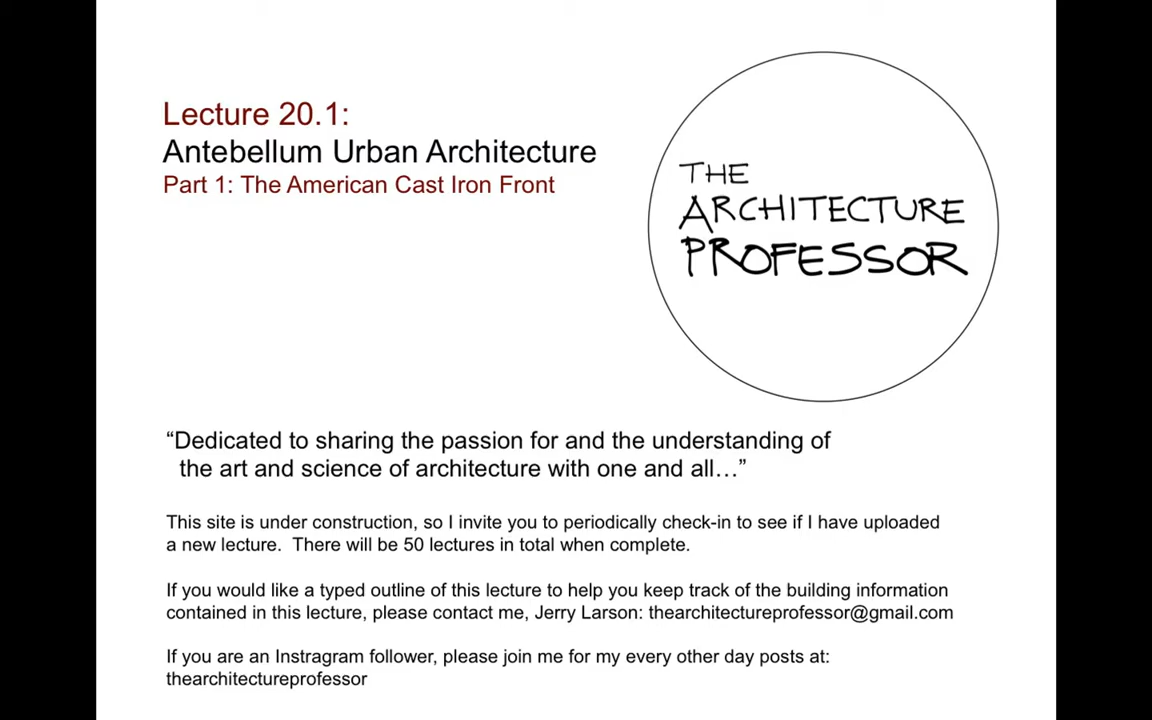 Lecture 20.1:
Antebellum Urban Architecture
Part 1: The American Cast Iron Front
THE
ARCHITECTURE
PROFESSOR
“Dedicated to sharing the passion for and the understanding of
the art and science of architecture with one and all…”
This site is under construction, so I invite you to periodically check-in to see if I have uploaded
a new lecture.  There will be 50 lectures in total when complete.
If you would like a typed outline of this lecture to help you keep track of the building information
contained in this lecture, please contact me, Jerry Larson: thearchitectureprofessor@gmail.com
If you are an Instragram follower, please join me for my every other day posts at:
thearchitectureprofessor